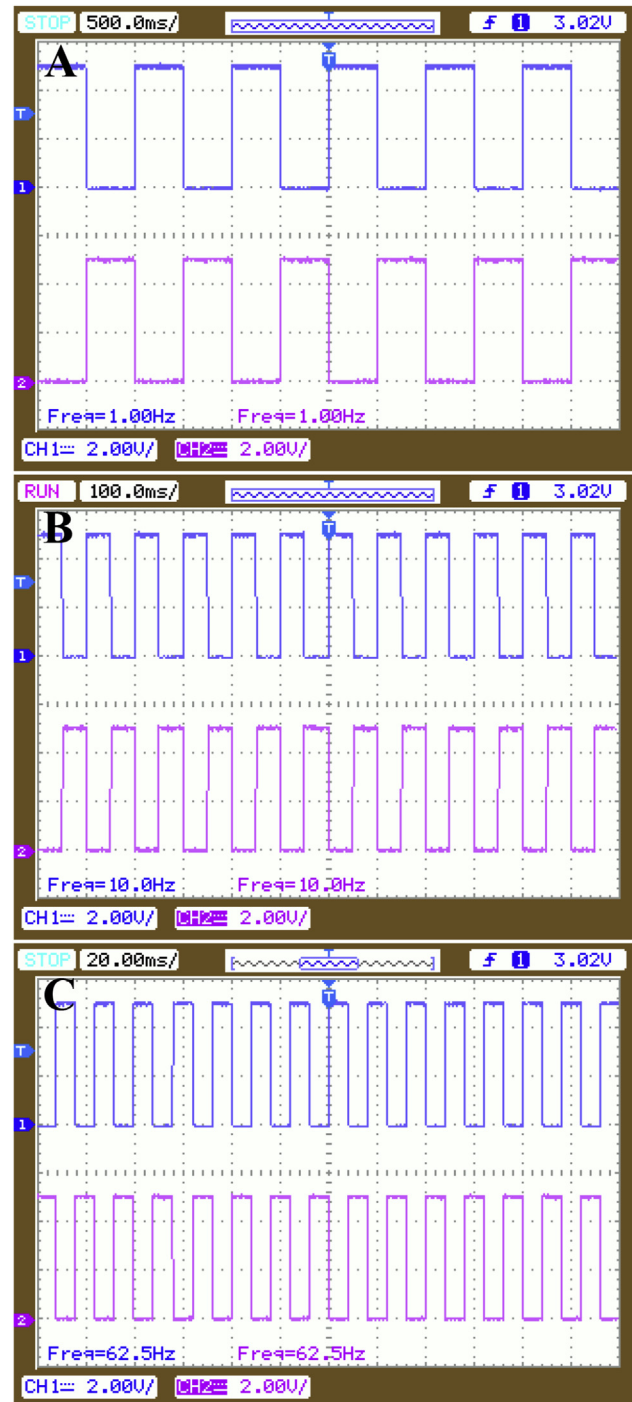 STOP 500.0ms/ T f 1 3.02V
A
T
T
1
2
Freq=1.00Hz Freq=1.00Hz
CH1 2.00V/ CH2 2.00V/
RUN 100.0ms/ T f 1 3.02V
B
T
T
1
2
Freq=10.0Hz Freq=10.0Hz
CH1 2.00V/ CH2 2.00V/
STOP 20.00ms/ T f 1 3.02V
C
T
T
1
2
Freq=62.5Hz Freq=62.5Hz
CH1 2.00V/ CH2 2.00V/